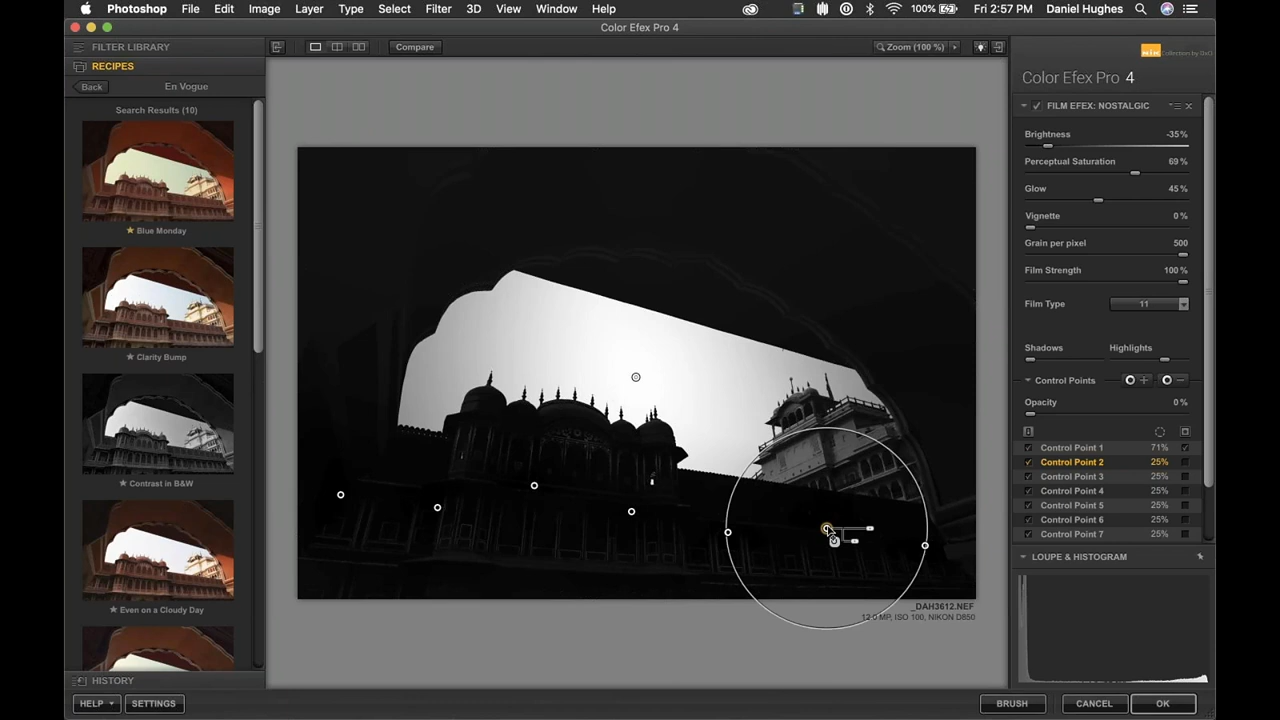 Photoshop File Edit Image Layer Type Select Filter 3D View Window Help 100% Fri 2:57 PM Daniel Hughes
Color Efex Pro 4
FILTER LIBRARY
Compare
Zoom (100 %)
RECIPES
Back
En Vogue
Search Results (10)
Blue Monday
Clarity Bump
Contrast in B&W
Even on a Cloudy Day
HISTORY
HELP
SETTINGS
_DAH3612.NEF
12.0 MP, ISO 100, NIKON D850
Nik Collection by DxO
Color Efex Pro 4
FILM EFEX: NOSTALGIC
Brightness -35%
Perceptual Saturation 69 %
Glow 45 %
Vignette 0 %
Grain per pixel 500
Film Strength 100 %
Film Type 11
Shadows Highlights
Control Points
Opacity 0 %
Control Point 1 71%
Control Point 2 25%
Control Point 3 25%
Control Point 4 25%
Control Point 5 25%
Control Point 6 25%
Control Point 7 25%
LOUPE & HISTOGRAM
BRUSH
CANCEL
OK